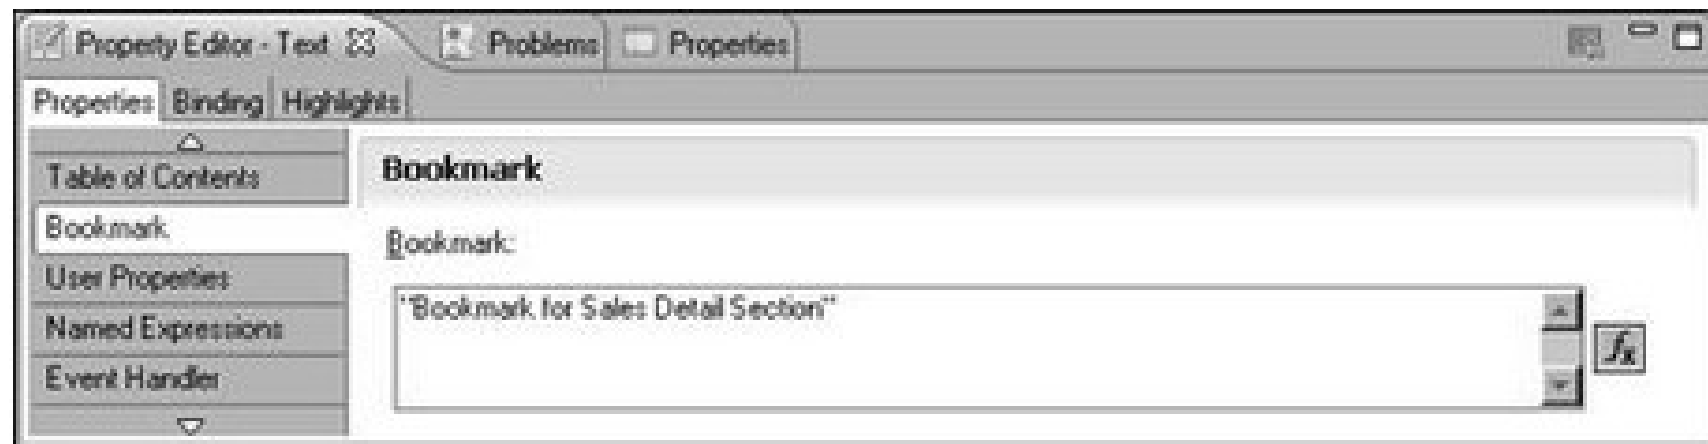 Property Editor - Text Problems Properties
Properties Binding Highlights
Table of Contents
Bookmark
User Properties
Named Expressions
Event Handler
Bookmark
Bookmark:
"Bookmark for Sales Detail Section"
fx